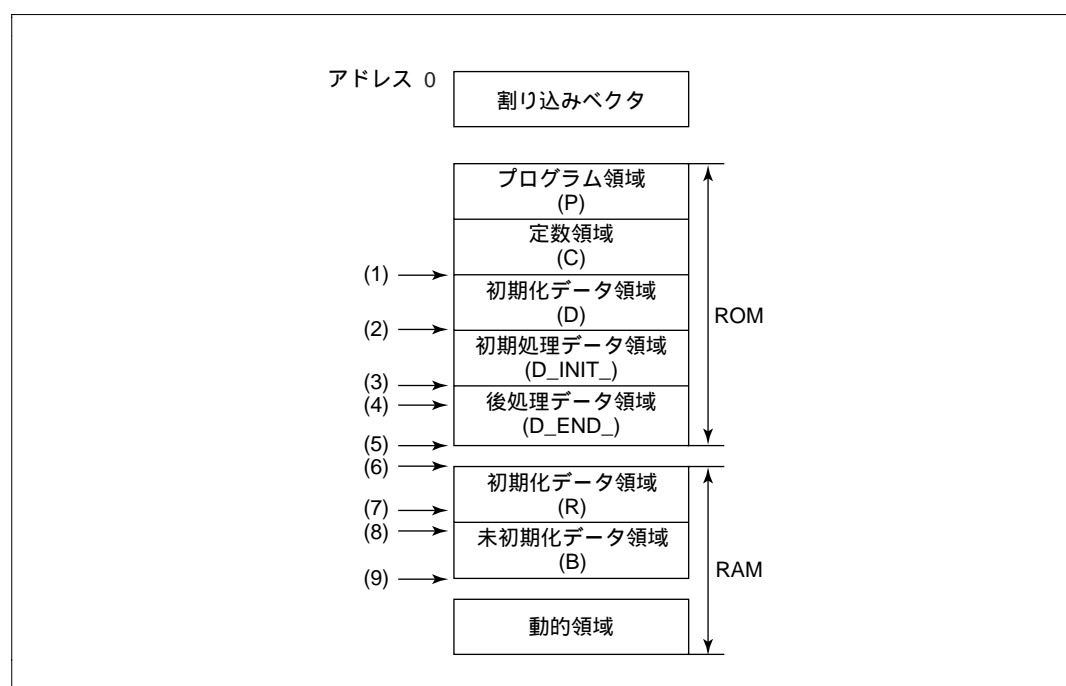 アドレス 0
割り込みベクタ
プログラム領域
(P)
定数領域
(C)
(1)
初期化データ領域
(D)
(2)
初期処理データ領域
(D_INIT_)
(3)
(4)
後処理データ領域
(D_END_)
(5)
ROM
(6)
初期化データ領域
(R)
(7)
(8)
未初期化データ領域
(B)
(9)
RAM
動的領域